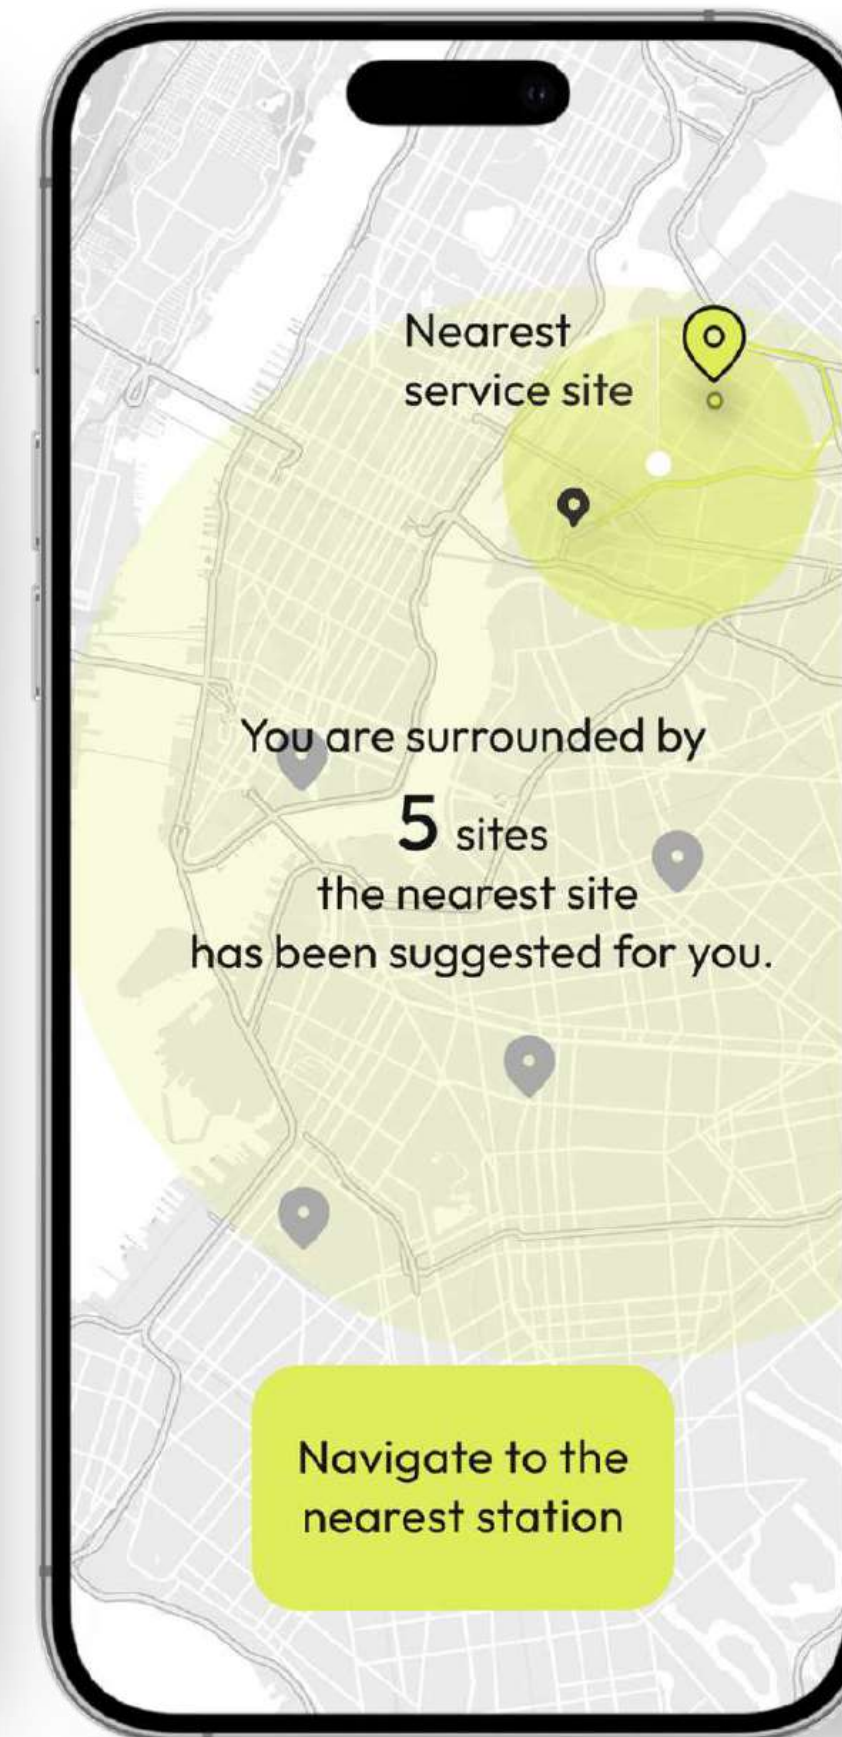 Nearest
service site
You are surrounded by
5 sites
the nearest site
has been suggested for you.
Navigate to the
nearest station